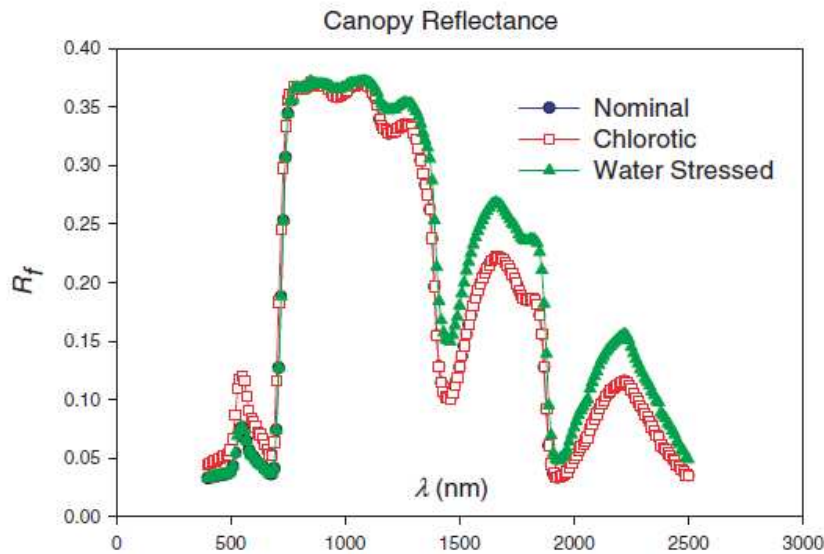 Canopy Reflectance
0.40
0.35
0.30
0.25
0.20
0.15
0.10
0.05
0.00
R_f
Nominal
Chlorotic
Water Stressed
λ (nm)
0 500 1000 1500 2000 2500 3000